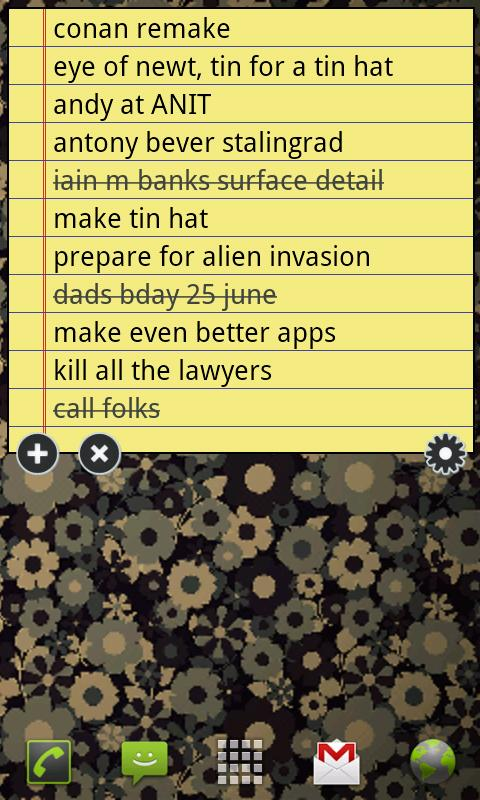 conan remake
eye of newt, tin for a tin hat
andy at ANIT
antony bever stalingrad
iain m banks surface detail
make tin hat
prepare for alien invasion
dads bday 25 june
make even better apps
kill all the lawyers
call folks